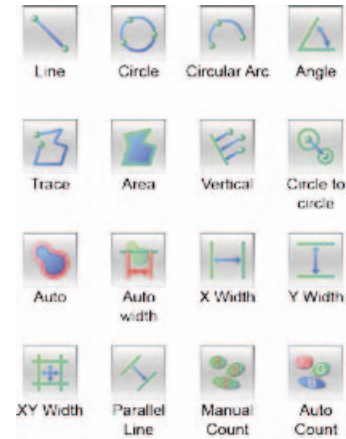 Line Circle Circular Arc Angle
Trace Area Vertical Circle to
circle
Auto Auto
width X Width Y Width
XY Width Parallel
Line Manual
Count Auto
Count